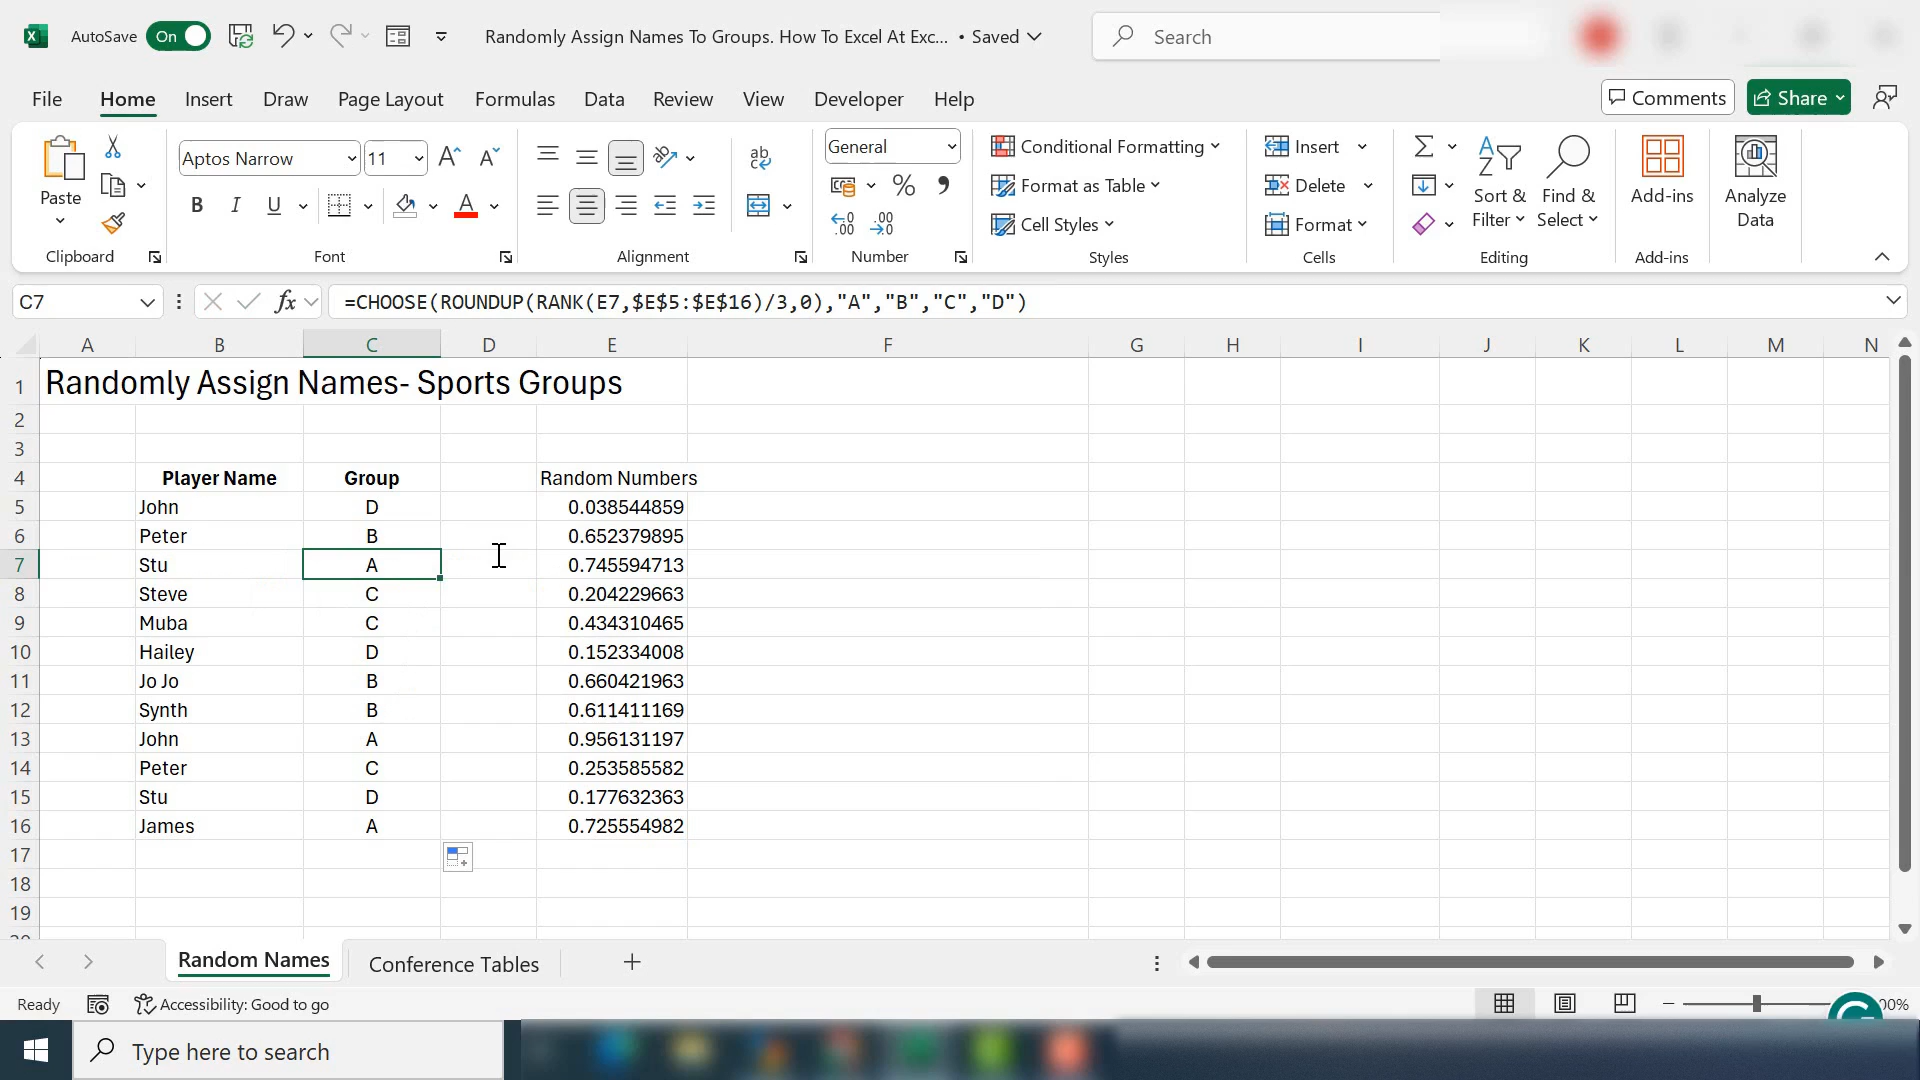 AutoSave On Randomly Assign Names To Groups. How To Excel At Exc... • Saved Search
File Home Insert Draw Page Layout Formulas Data Review View Developer Help Comments Share
Paste
Aptos Narrow 11
B I U
General
Conditional Formatting
Format as Table
Cell Styles
Insert
Delete
Format
Sort & Filter
Find & Select
Add-ins
Analyze Data
Clipboard Font Alignment Number Styles Cells Editing Add-ins
C7 fx =CHOOSE(ROUNDUP(RANK(E7,$E$5:$E$16)/3,0),"A","B","C","D")
A B C D E F G H I J K L M N
1 Randomly Assign Names- Sports Groups
2
3
4 Player Name Group Random Numbers
5 John D 0.038544859
6 Peter B 0.652379895
7 Stu A 0.745594713
8 Steve C 0.204229663
9 Muba C 0.434310465
10 Hailey D 0.152334008
11 Jo Jo B 0.660421963
12 Synth B 0.611411169
13 John A 0.956131197
14 Peter C 0.253585582
15 Stu D 0.177632363
16 James A 0.725554982
17
18
19
Random Names Conference Tables
Ready Accessibility: Good to go
Type here to search